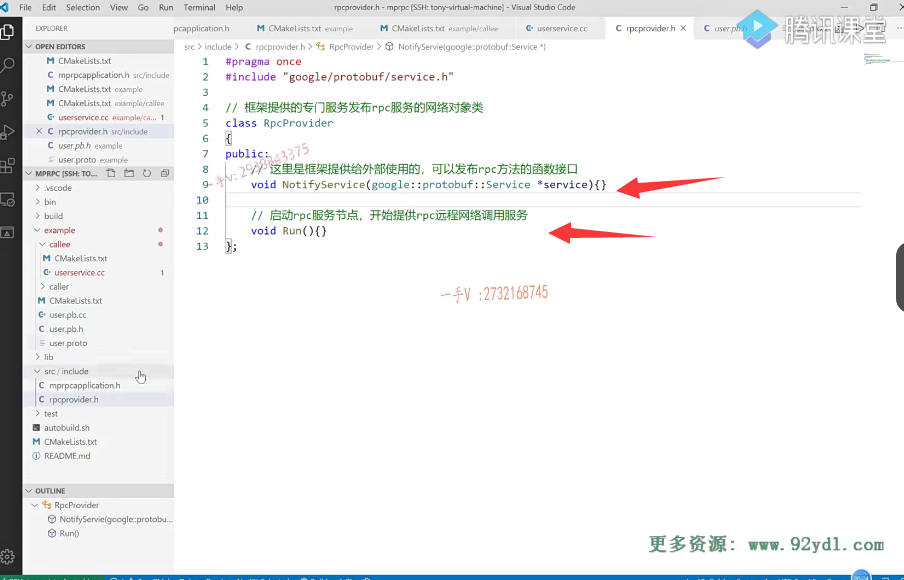 File Edit Selection View Go Run Terminal Help
rpcprovider.h - mprpc [SSH: tony-virtual-machine] - Visual Studio Code
EXPLORER
OPEN EDITORS
CMakeLists.txt
mprpcapplication.h src/include
CMakeLists.txt example
CMakeLists.txt example/callee
userservice.cc example/ca... 1
rpcprovider.h src/include
user.pb.h example
user.proto example
MPRPC [SSH: TO...
.vscode
bin
build
example
callee
CMakeLists.txt
userservice.cc 1
caller
CMakeLists.txt
user.pb.cc
user.pb.h
user.proto
lib
src / include
mprpcapplication.h
rpcprovider.h
test
autobuild.sh
CMakeLists.txt
README.md
OUTLINE
RpcProvider
NotifyServie(google::protobu...
Run()
rpcapplication.h CMakeLists.txt example CMakeLists.txt example/callee userservice.cc rpcprovider.h user.pb.h
腾讯课堂
src > include > rpcprovider.h > RpcProvider > NotifyServie(google::protobuf::Service *)
1 #pragma once
2 #include "google/protobuf/service.h"
3
4 // 框架提供的专门服务发布rpc服务的网络对象类
5 class RpcProvider
6 {
7 public:
8 // 这里是框架提供给外部使用的，可以发布rpc方法的函数接口
9 void NotifyService(google::protobuf::Service *service){}
10
11 // 启动rpc服务节点，开始提供rpc远程网络调用服务
12 void Run(){}
13 };
一手V :2732168745
更多资源: www.92ydl.com